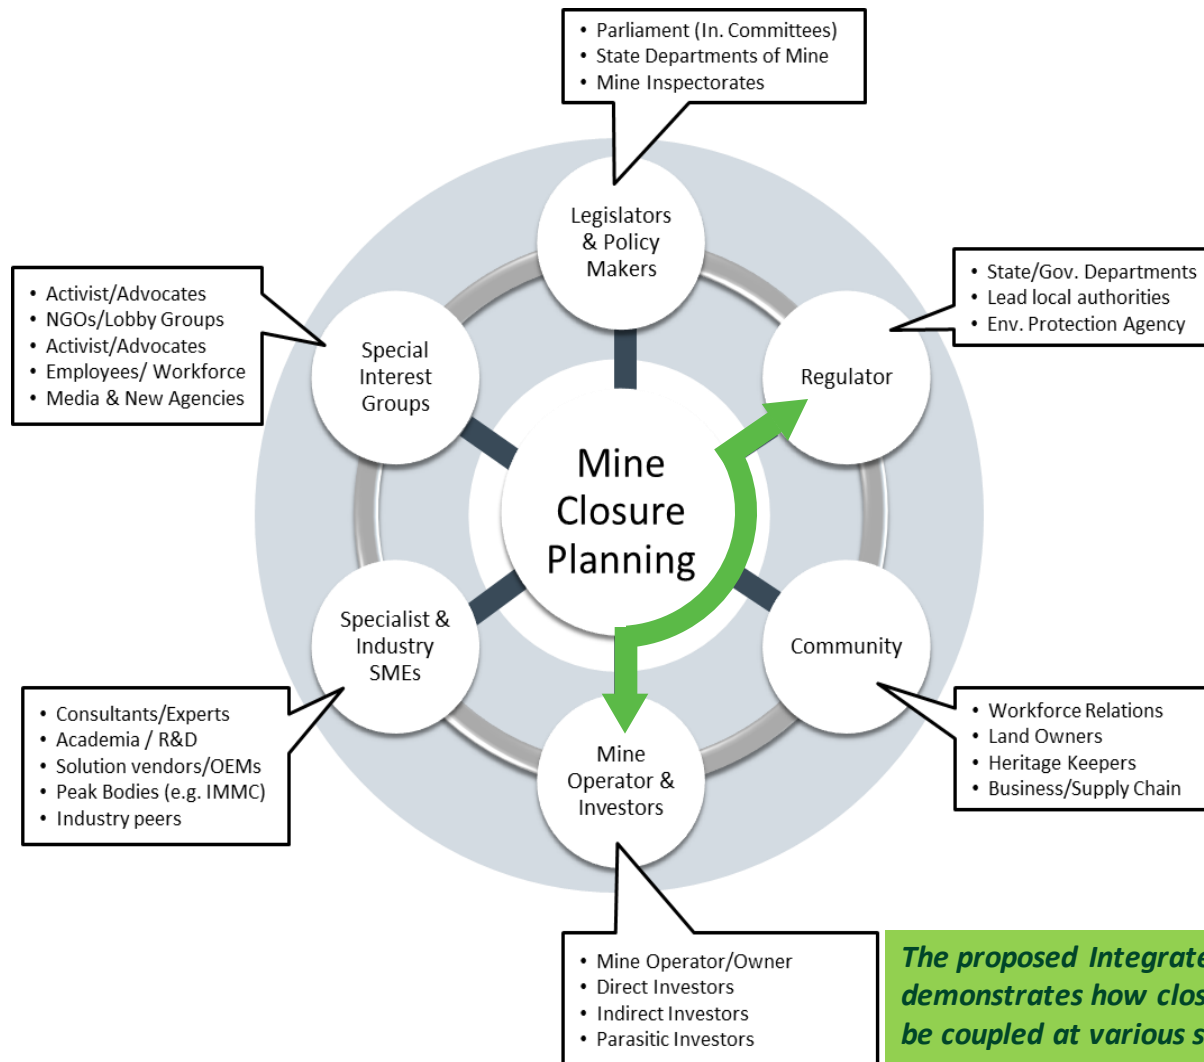 • Parliament (In. Committees)
• State Departments of Mine
• Mine Inspectorates
Legislators
& Policy
Makers
• State/Gov. Departments
• Lead local authorities
• Env. Protection Agency
• Activist/Advocates
• NGOs/Lobby Groups
• Activist/Advocates
• Employees/ Workforce
• Media & New Agencies
Special
Interest
Groups
Regulator
Mine
Closure
Planning
Specialist &
Industry
SMEs
Community
• Consultants/Experts
• Academia / R&D
• Solution vendors/OEMs
• Peak Bodies (e.g. IMMC)
• Industry peers
Mine
Operator &
Investors
• Workforce Relations
• Land Owners
• Heritage Keepers
• Business/Supply Chain
• Mine Operator/Owner
• Direct Investors
• Indirect Investors
• Parasitic Investors
The proposed Integrate
demonstrates how clos
be coupled at various s